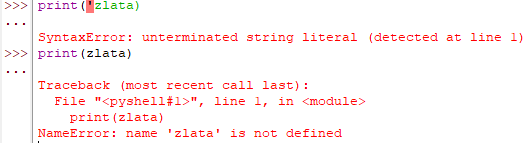 >>> print('zlata)
...
SyntaxError: unterminated string literal (detected at line 1)
>>> print(zlata)
...
Traceback (most recent call last):
  File "<pyshell#1>", line 1, in <module>
    print(zlata)
NameError: name 'zlata' is not defined